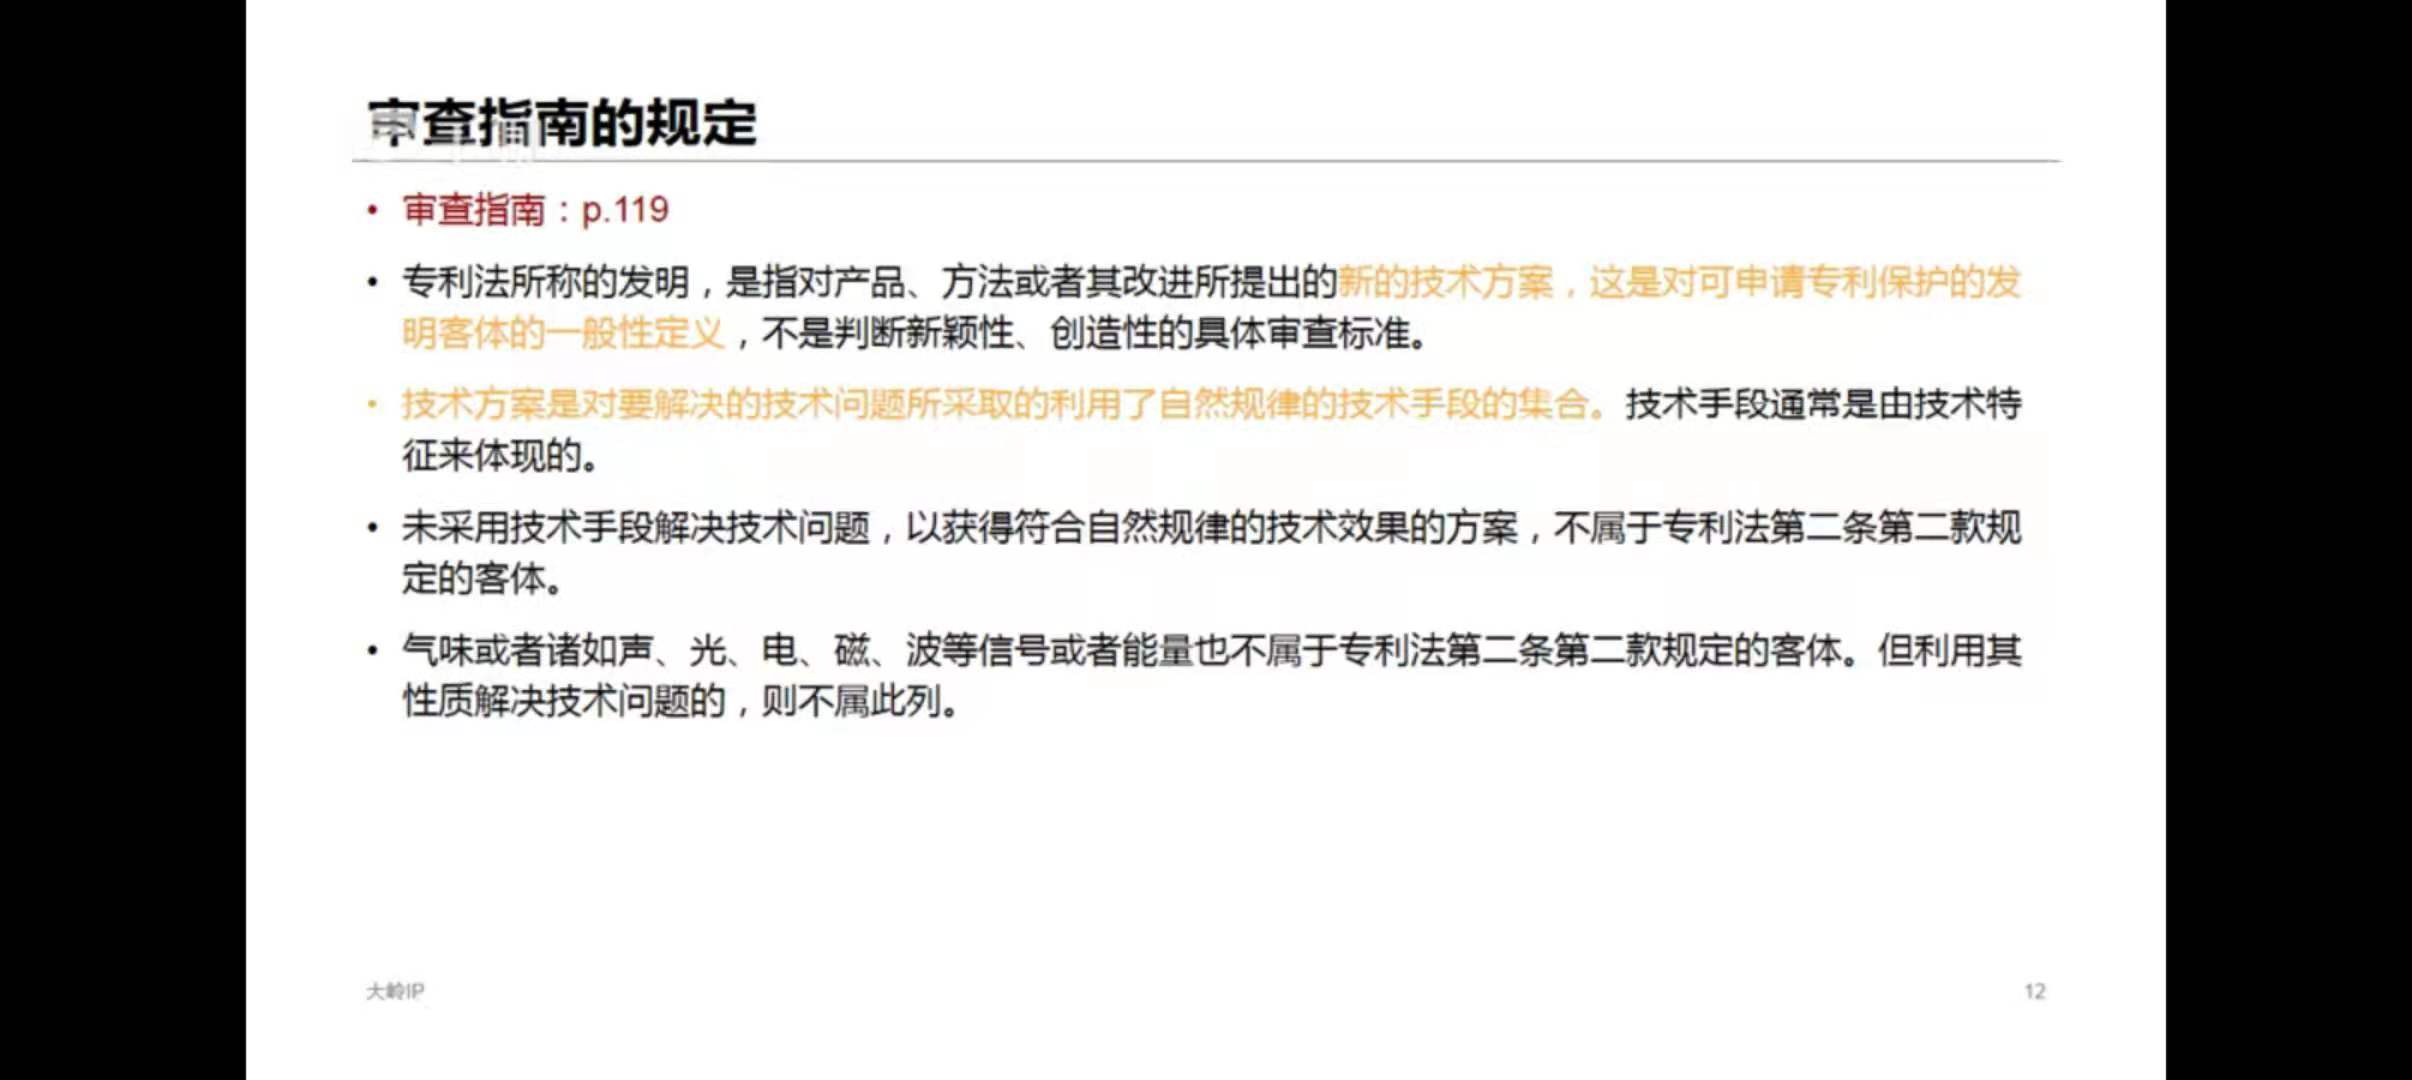 审查指南的规定
• 审查指南：p.119
• 专利法所称的发明，是指对产品、方法或者其改进所提出的新的技术方案，这是对可申请专利保护的发
明客体的一般性定义，不是判断新颖性、创造性的具体审查标准。
• 技术方案是对要解决的技术问题所采取的利用了自然规律的技术手段的集合。技术手段通常是由技术特
征来体现的。
• 未采用技术手段解决技术问题，以获得符合自然规律的技术效果的方案，不属于专利法第二条第二款规
定的客体。
• 气味或者诸如声、光、电、磁、波等信号或者能量也不属于专利法第二条第二款规定的客体。但利用其
性质解决技术问题的，则不属此列。
大岭IP
12